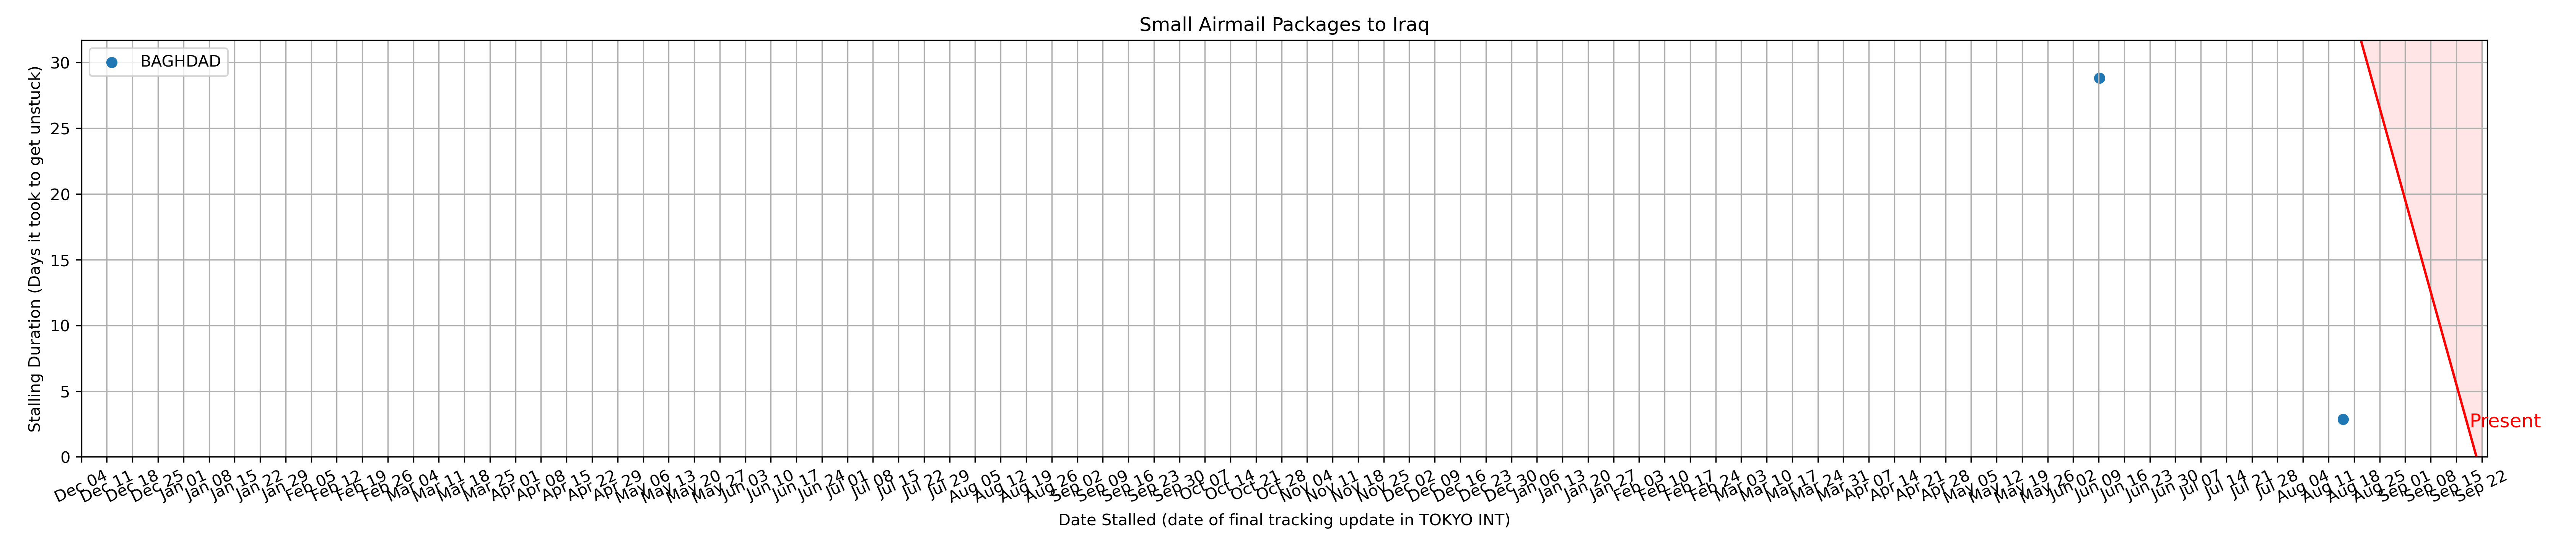 Small Airmail Packages to Iraq
BAGHDAD
Stalling Duration (Days it took to get unstuck)
30
25
20
15
10
5
0
Present
Dec 04
Dec 11
Dec 18
Dec 25
Jan 01
Jan 08
Jan 15
Jan 22
Jan 29
Feb 05
Feb 12
Feb 19
Feb 26
Mar 04
Mar 11
Mar 18
Mar 25
Apr 01
Apr 08
Apr 15
Apr 22
Apr 29
May 06
May 13
May 20
May 27
Jun 03
Jun 10
Jun 17
Jun 24
Jul 01
Jul 08
Jul 15
Jul 22
Jul 29
Aug 05
Aug 12
Aug 19
Aug 26
Sep 02
Sep 09
Sep 16
Sep 23
Sep 30
Oct 07
Oct 14
Oct 21
Oct 28
Nov 04
Nov 11
Nov 18
Nov 25
Dec 02
Dec 09
Dec 16
Dec 23
Dec 30
Jan 06
Jan 13
Jan 20
Jan 27
Feb 03
Feb 10
Feb 17
Feb 24
Mar 03
Mar 10
Mar 17
Mar 24
Mar 31
Apr 07
Apr 14
Apr 21
Apr 28
May 05
May 12
May 19
May 26
Jun 02
Jun 09
Jun 16
Jun 23
Jun 30
Jul 07
Jul 14
Jul 21
Jul 28
Aug 04
Aug 11
Aug 18
Aug 25
Sep 01
Sep 08
Sep 15
Sep 22
Date Stalled (date of final tracking update in TOKYO INT)